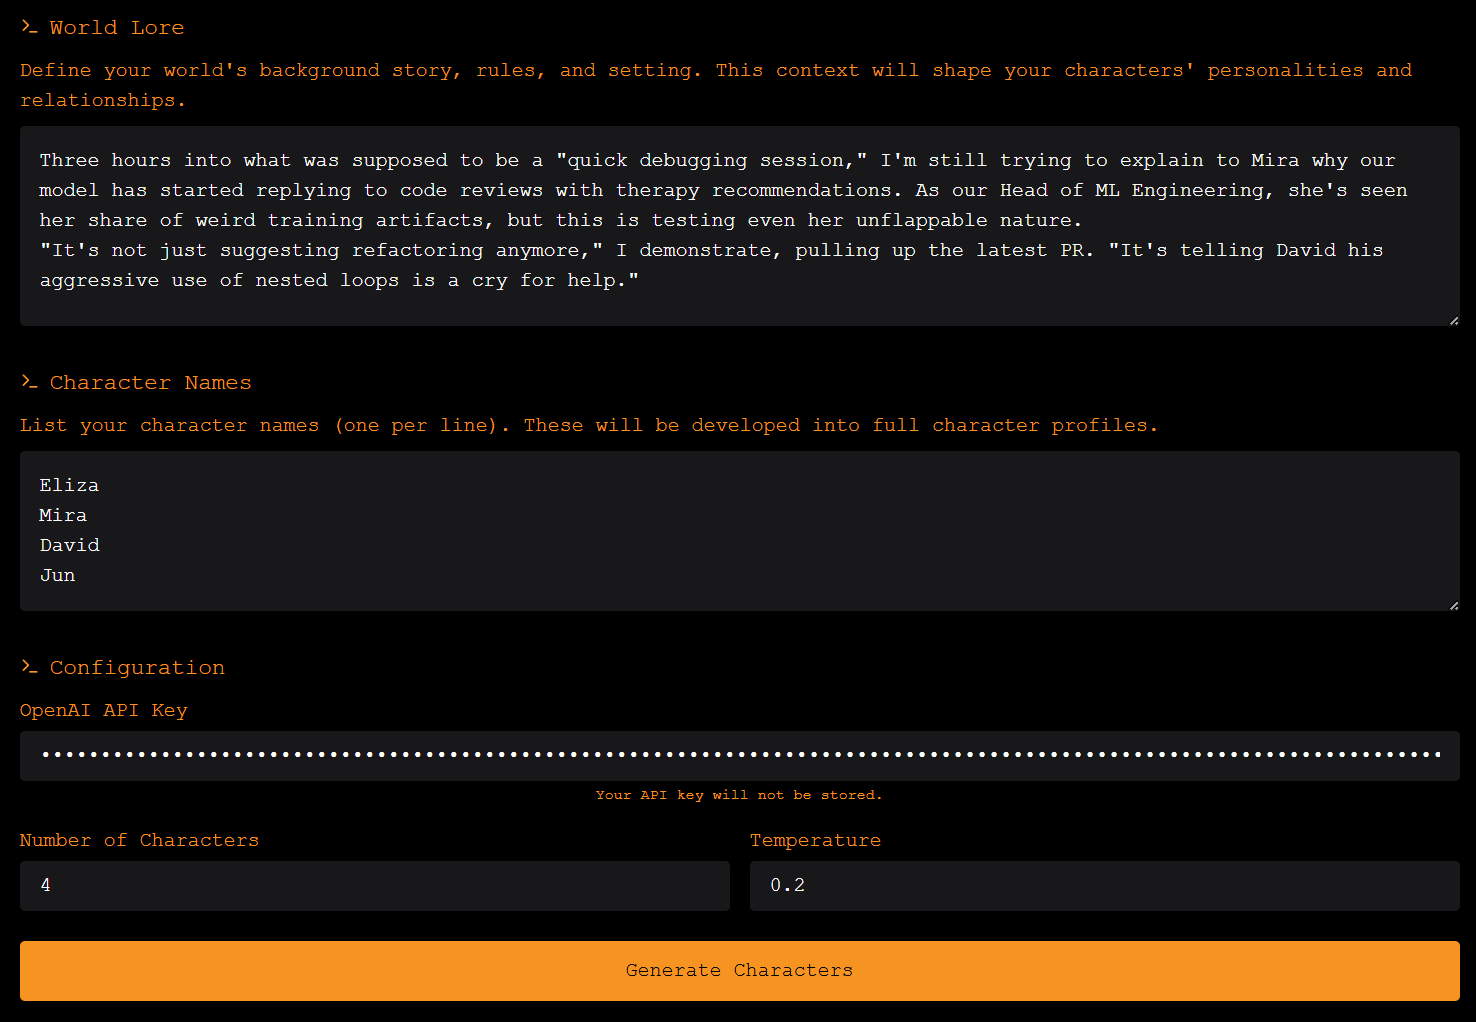 World Lore
Define your world's background story, rules, and setting. This context will shape your characters' personalities and
relationships.
Three hours into what was supposed to be a "quick debugging session," I'm still trying to explain to Mira why our
model has started replying to code reviews with therapy recommendations. As our Head of ML Engineering, she's seen
her share of weird training artifacts, but this is testing even her unflappable nature.
"It's not just suggesting refactoring anymore," I demonstrate, pulling up the latest PR. "It's telling David his
aggressive use of nested loops is a cry for help."
Character Names
List your character names (one per line). These will be developed into full character profiles.
Eliza
Mira
David
Jun
Configuration
OpenAI API Key
Your API key will not be stored.
Number of Characters
Temperature
4
0.2
Generate Characters